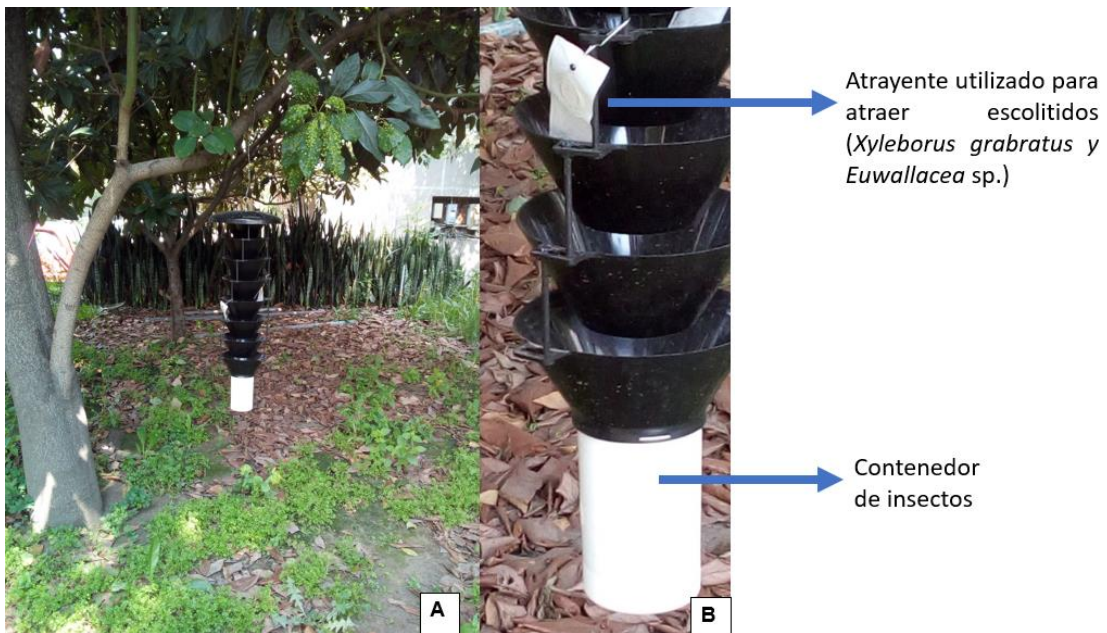 Atrayente utilizado para
atraer escolitidos
(Xyleborus grabratus y
Euwallacea sp.)
Contenedor
de insectos
A
B